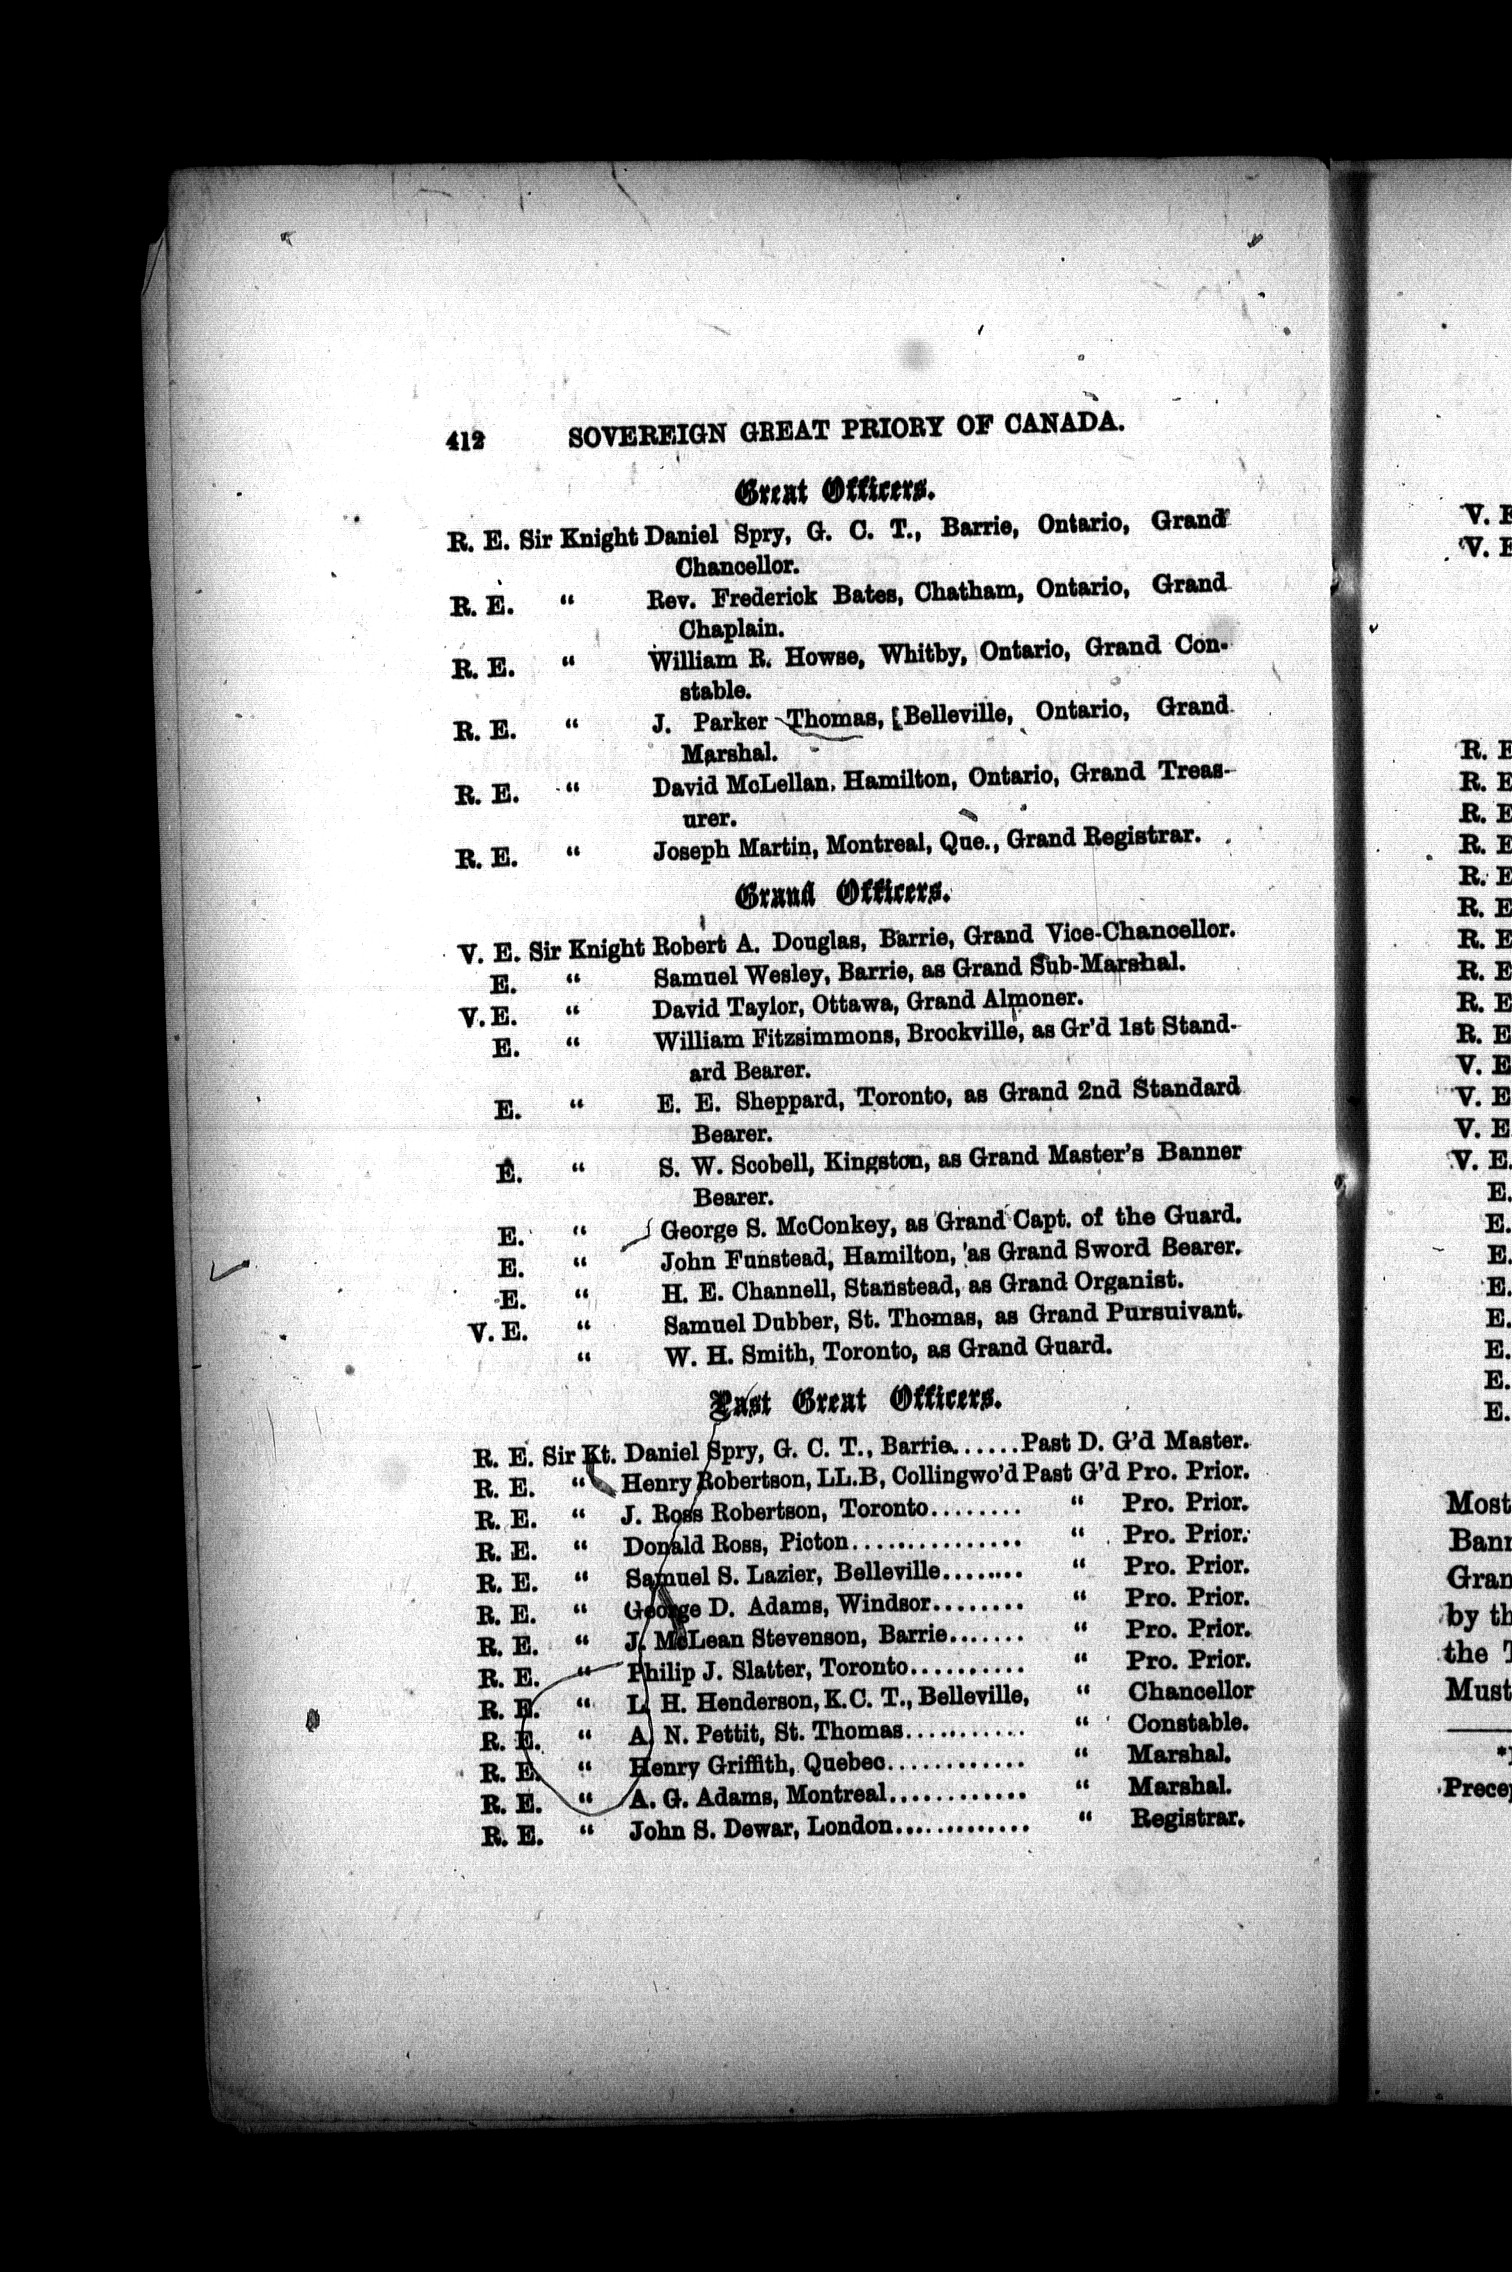 412 SOVEREIGN GREAT PRIORY OF CANADA.
Great Officers.
R. E. Sir Knight Daniel Spry, G. C. T., Barrie, Ontario, Grand
Chancellor.
R. E. " Rev. Frederick Bates, Chatham, Ontario, Grand
Chaplain.
R. E. " William R. Howse, Whitby, Ontario, Grand Con-
stable.
R. E. " J. Parker Thomas, [Belleville, Ontario, Grand
Marshal.
R. E. " David McLellan, Hamilton, Ontario, Grand Treas-
urer.
R. E. " Joseph Martin, Montreal, Que., Grand Registrar.
Grand Officers.
V. E. Sir Knight Robert A. Douglas, Barrie, Grand Vice-Chancellor.
E. " Samuel Wesley, Barrie, as Grand Sub-Marshal.
V. E. " David Taylor, Ottawa, Grand Almoner.
E. " William Fitzsimmons, Brockville, as Gr'd 1st Stand-
ard Bearer.
E. " E. E. Sheppard, Toronto, as Grand 2nd Standard
Bearer.
E. " S. W. Scobell, Kingston, as Grand Master's Banner
Bearer.
E. " George S. McConkey, as Grand Capt. of the Guard.
E. " John Funstead, Hamilton, as Grand Sword Bearer.
E. " H. E. Channell, Stanstead, as Grand Organist.
V. E. " Samuel Dubber, St. Thomas, as Grand Pursuivant.
" W. H. Smith, Toronto, as Grand Guard.
Past Great Officers.
R. E. Sir Kt. Daniel Spry, G. C. T., Barrie......Past D. G'd Master.
R. E. " Henry Robertson, LL.B, Collingwo'd Past G'd Pro. Prior.
R. E. " J. Ross Robertson, Toronto........ " Pro. Prior.
R. E. " Donald Ross, Picton............... " Pro. Prior.
R. E. " Samuel S. Lazier, Belleville........ " Pro. Prior.
R. E. " George D. Adams, Windsor........ " Pro. Prior.
R. E. " J. McLean Stevenson, Barrie....... " Pro. Prior.
R. E. " Philip J. Slatter, Toronto.......... " Pro. Prior.
R. E. " L. H. Henderson, K.C. T., Belleville, " Chancellor
R. E. " A. N. Pettit, St. Thomas........... " Constable.
R. E. " Henry Griffith, Quebec............ " Marshal.
R. E. " A. G. Adams, Montreal............ " Marshal.
R. E. " John S. Dewar, London............. " Registrar.
V. E
V. E
R. E
R. E
R. E
R. E
R. E
R. E
R. E
R. E
R. E
R. E
V. E
V. E
V. E
V. E.
E.
E.
E.
E.
E.
E.
E.
E.
Most
by th
the
Must